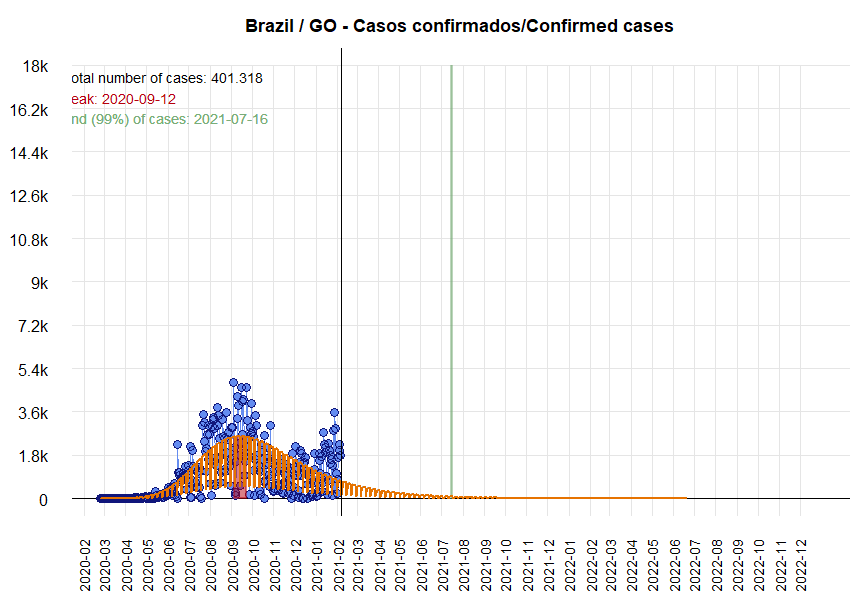 Brazil / GO - Casos confirmados/Confirmed cases
18k
16.2k
14.4k
12.6k
10.8k
9k
7.2k
5.4k
3.6k
1.8k
0
otal number of cases: 401.318
eak: 2020-09-12
nd (99%) of cases: 2021-07-16
2020-02
2020-03
2020-04
2020-05
2020-06
2020-07
2020-08
2020-09
2020-10
2020-11
2020-12
2021-01
2021-02
2021-03
2021-04
2021-05
2021-06
2021-07
2021-08
2021-09
2021-10
2021-11
2021-12
2022-01
2022-02
2022-03
2022-04
2022-05
2022-06
2022-07
2022-08
2022-09
2022-10
2022-11
2022-12